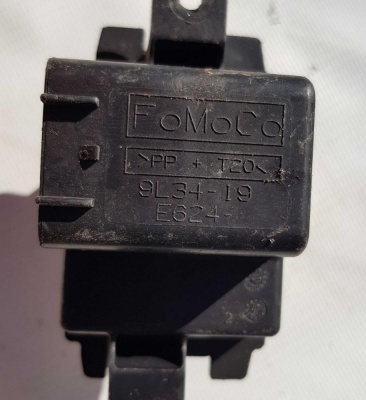 FoMoCo
>PP + T20<
9L34-19
E624-